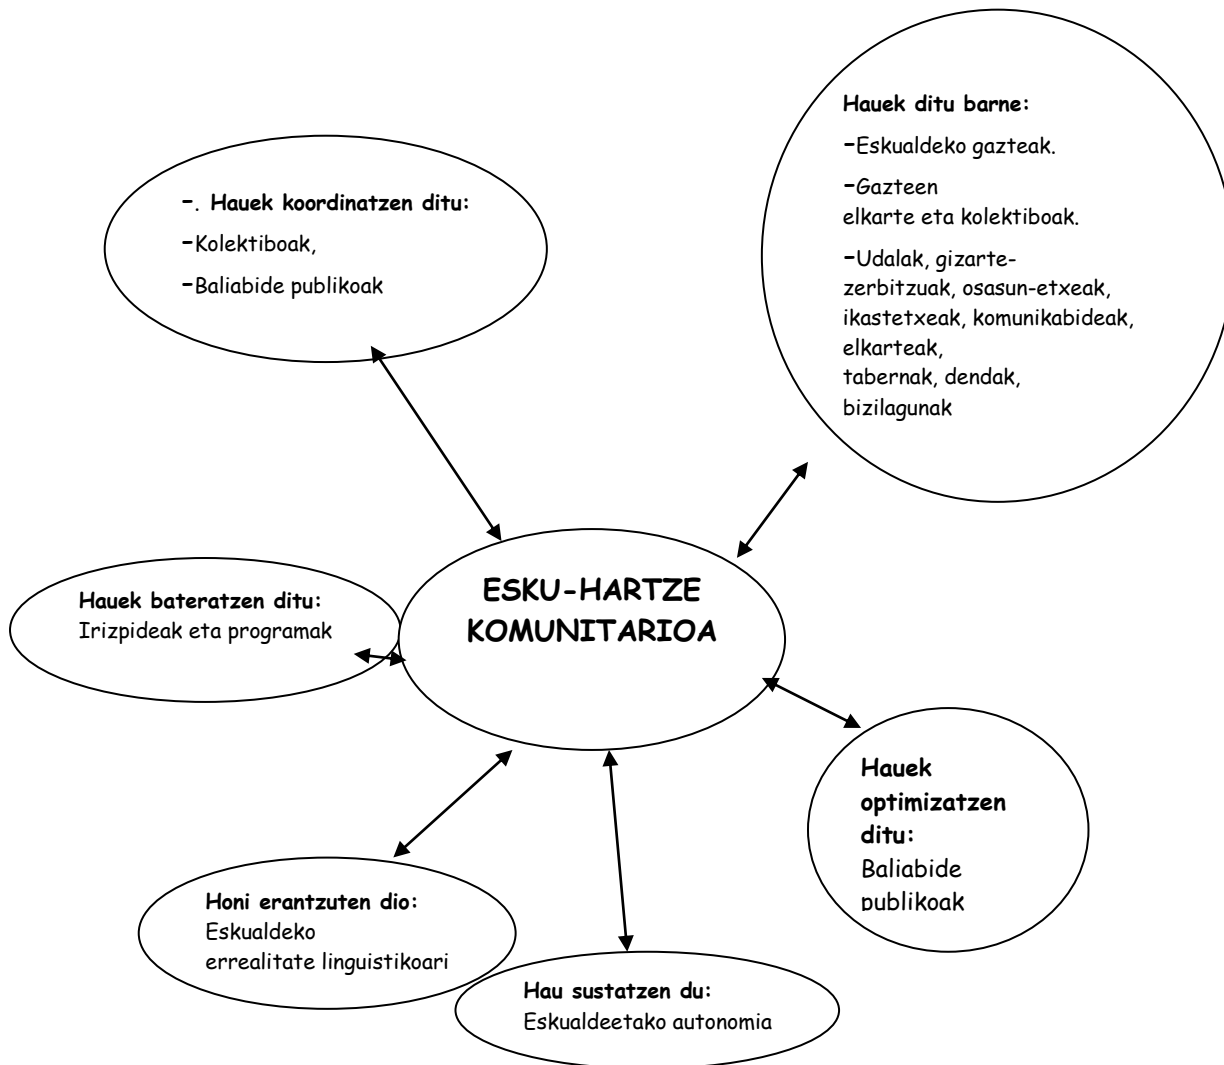 Hauek ditu barne:
-Eskualdeko gazteak.
-Gazteen
elkarte eta kolektiboak.
-Udalak, gizarte-
zerbitzuak, osasun-etxeak,
ikastetxeak, komunikabideak,
elkarteak,
tabernak, dendak,
bizilagunak
-. Hauek koordinatzen ditu:
-Kolektiboak,
-Baliabide publikoak
ESKU-HARTZE
KOMUNITARIOA
Hauek bateratzen ditu:
Irizpideak eta programak
Hauek
optimizatzen
ditu:
Baliabide
publikoak
Honi erantzuten dio:
Eskualdeko
errealitate linguistikoari
Hau sustatzen du:
Eskualdeetako autonomia